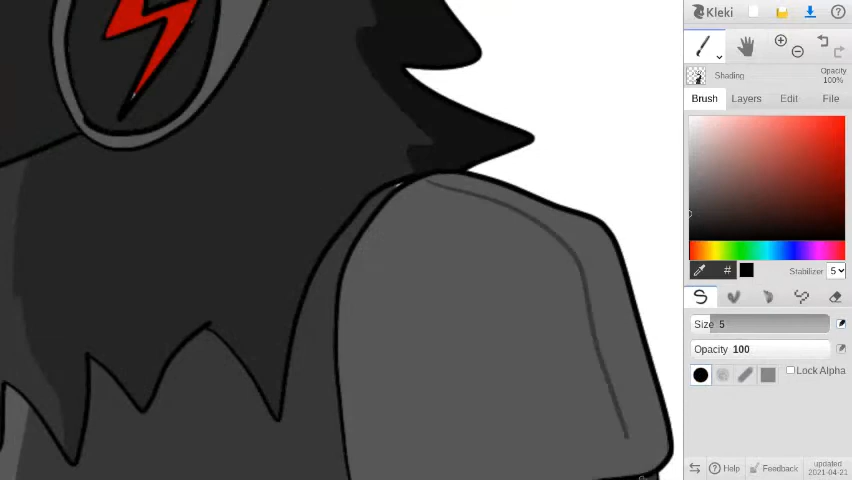 Kleki
Shading
Opacity
100%
Brush Layers Edit File
# Stabilizer 5
Size 5
Opacity 100
Lock Alpha
Help Feedback updated
2021-04-21